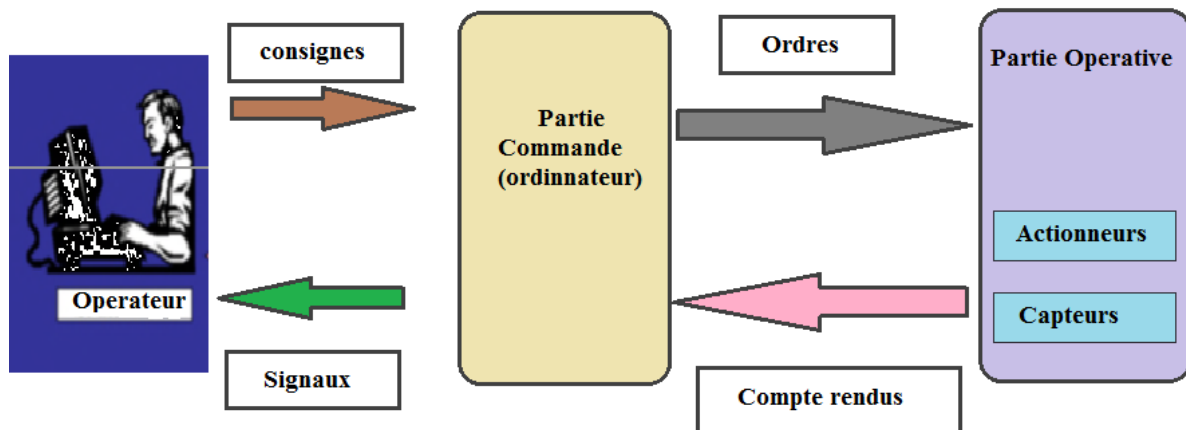 consignes
Ordres
Partie Operative
Partie
Commande
(ordinnateur)
Actionneurs
Operateur
Capteurs
Signaux
Compte rendus